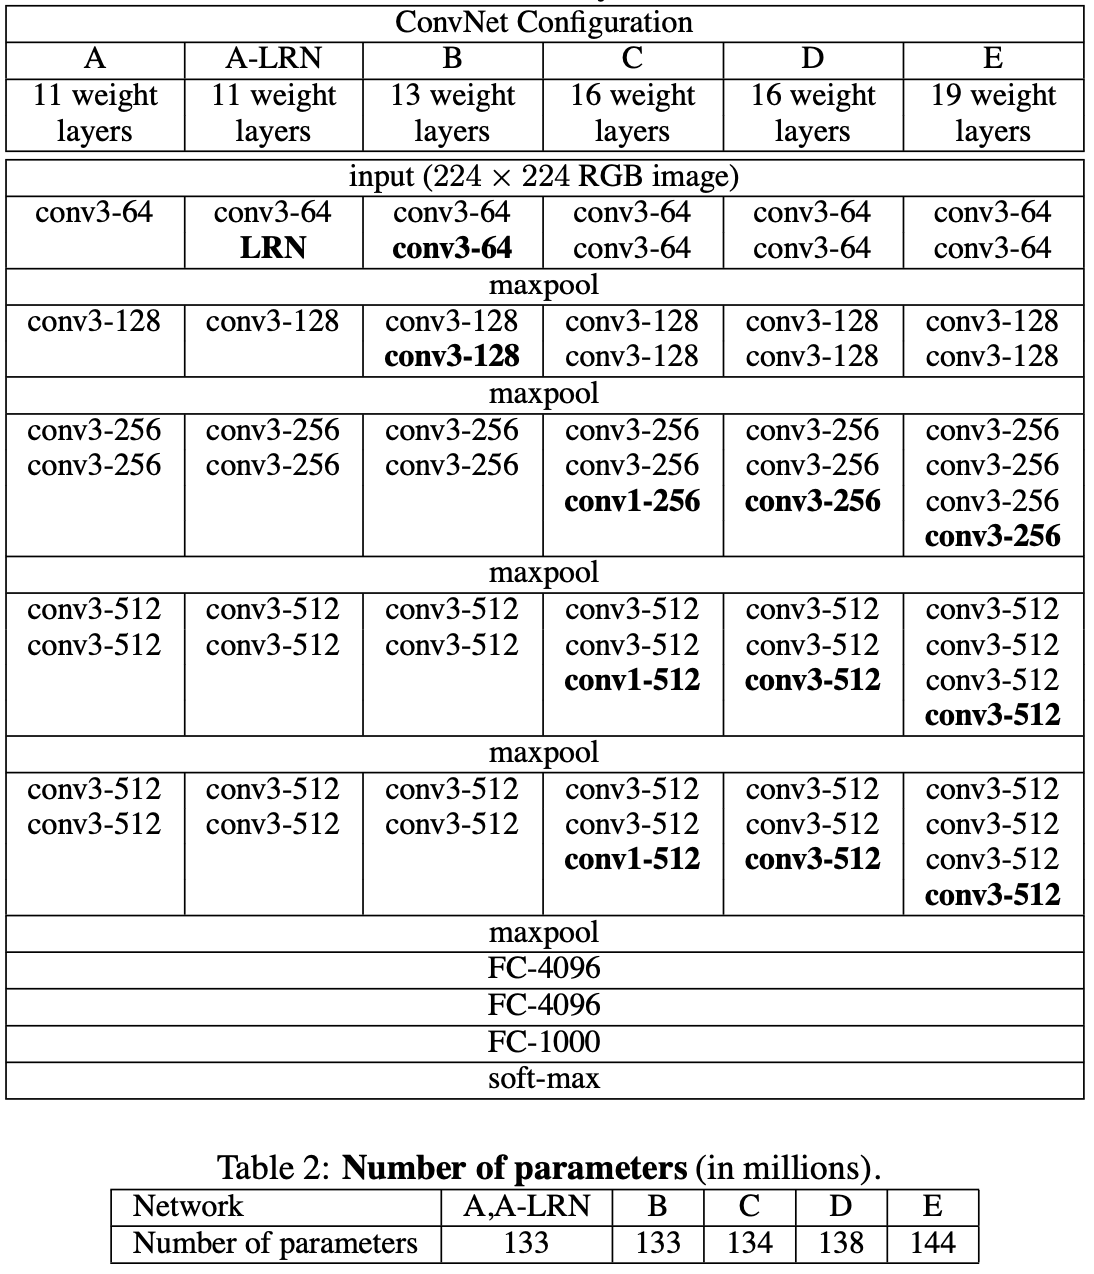 ConvNet Configuration
A A-LRN B C D E
11 weight 11 weight 13 weight 16 weight 16 weight 19 weight
layers layers layers layers layers layers
input (224 × 224 RGB image)
conv3-64 conv3-64 conv3-64 conv3-64 conv3-64 conv3-64
LRN conv3-64 conv3-64 conv3-64 conv3-64
maxpool
conv3-128 conv3-128 conv3-128 conv3-128 conv3-128 conv3-128
conv3-128 conv3-128 conv3-128 conv3-128
maxpool
conv3-256 conv3-256 conv3-256 conv3-256 conv3-256 conv3-256
conv3-256 conv3-256 conv3-256 conv3-256 conv3-256 conv3-256
conv1-256 conv3-256 conv3-256
conv3-256
maxpool
conv3-512 conv3-512 conv3-512 conv3-512 conv3-512 conv3-512
conv3-512 conv3-512 conv3-512 conv3-512 conv3-512 conv3-512
conv1-512 conv3-512 conv3-512
conv3-512
maxpool
conv3-512 conv3-512 conv3-512 conv3-512 conv3-512 conv3-512
conv3-512 conv3-512 conv3-512 conv3-512 conv3-512 conv3-512
conv1-512 conv3-512 conv3-512
conv3-512
maxpool
FC-4096
FC-4096
FC-1000
soft-max
Table 2: Number of parameters (in millions).
Network A,A-LRN B C D E
Number of parameters 133 133 134 138 144